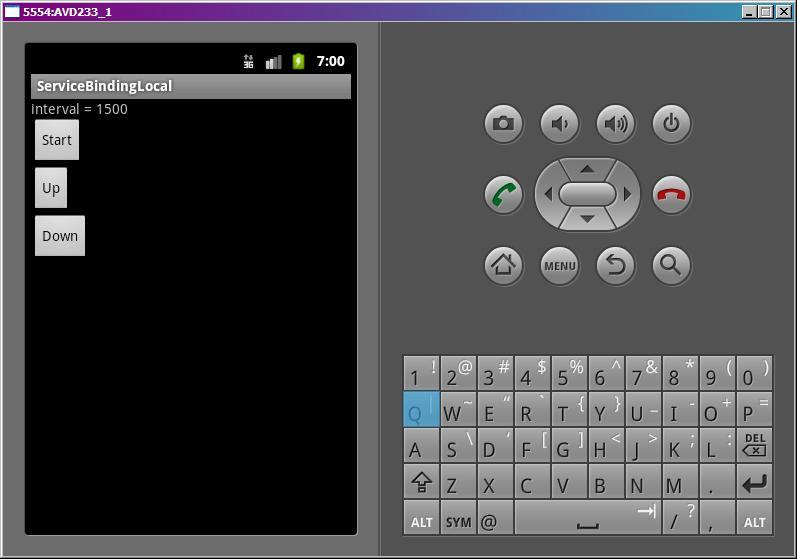 5554:AVD233_1
3G 7:00
ServiceBindingLocal
interval = 1500
Start
Up
Down
MENU
1 ! 2 @ 3 # 4 $ 5 % 6 ^ 7 & 8 * 9 ( 0 )
Q | W ~ E “ R ` T { Y } U _ I - O + P =
A S \ D ‘ F [ G ] H < J > K ; L : DEL
Z X C V B N M .
ALT SYM @ / ? , ALT